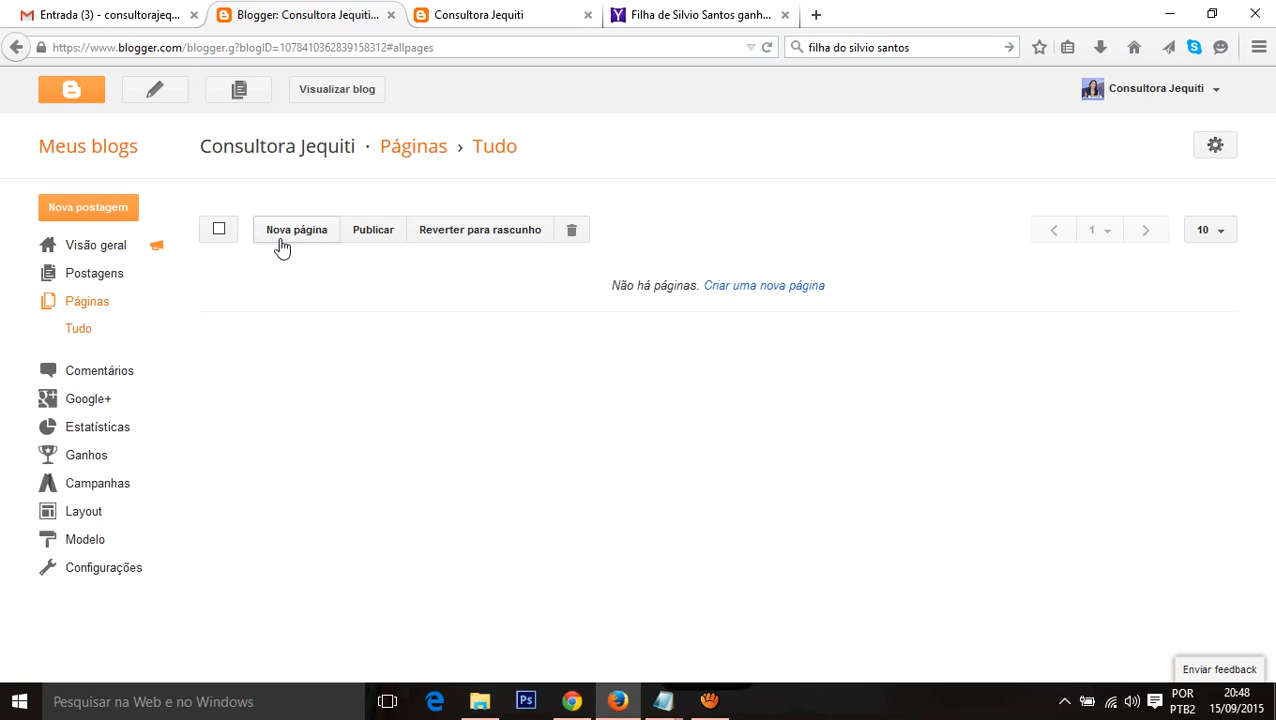 Entrada (3) - consultorajeq...
Blogger: Consultora Jequiti...
Consultora Jequiti
Filha de Silvio Santos ganh...
https://www.blogger.com/blogger.g?blogID=1078410362839158312#allpages
filha do silvio santos
Visualizar blog
Consultora Jequiti
Meus blogs
Consultora Jequiti · Páginas › Tudo
Nova postagem
Nova página
Publicar
Reverter para rascunho
1
10
Visão geral
Postagens
Não há páginas. Criar uma nova página
Páginas
Tudo
Comentários
Google+
Estatísticas
Ganhos
Campanhas
Layout
Modelo
Configurações
Enviar feedback
Pesquisar na Web e no Windows
Ps
POR
PTB2
20:48
15/09/2015